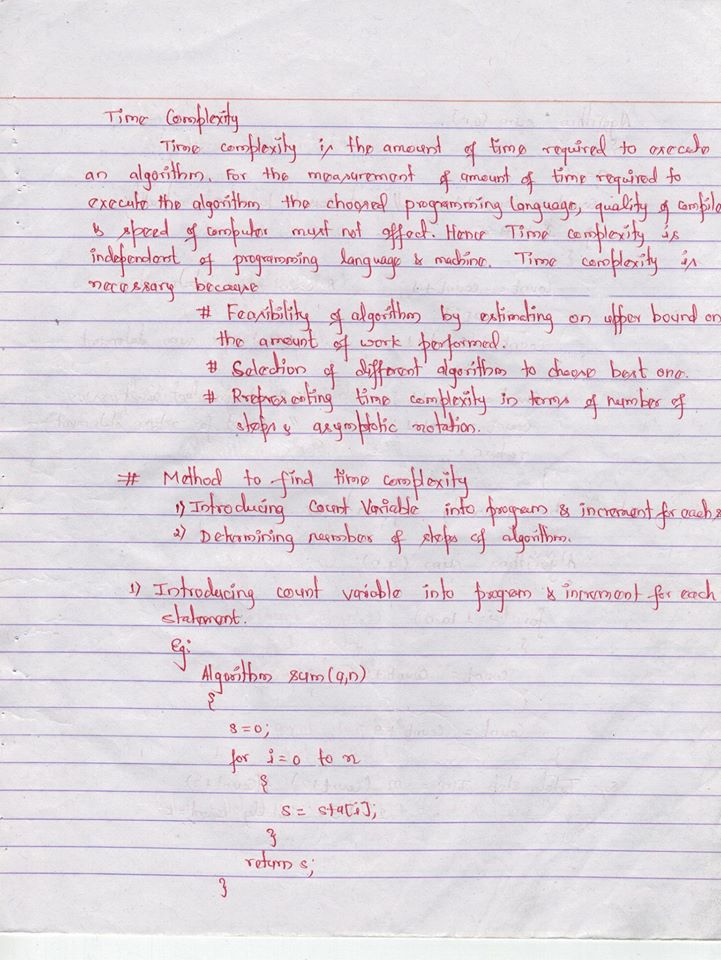 Time Complexity
Time complexity is the amount of time required to execute
an algorithm. For the measurement of amount of time required to
execute the algorithm the choosed programming language, quality of compile
& speed of computer must not affect. Hence Time complexity is
independent of programming language & machine. Time complexity is
necessary because
# Feasibility of algorithm by estimating on upper bound on
the amount of work performed.
# Selection of different algorithm to choose best one.
# Rrepresenting time complexity in terms of number of
steps & asymptotic notation.
# Method to find time complexity
1) Introducing Count Variable into program & increment for each s
2) Determining number of steps of algorithm.
1) Introducing count variable into program & increment for each
statement.
Eg:
Algorithm sum(a,n)
{
s=0;
for i=0 to n
{
s = s+a[i];
}
return s;
}